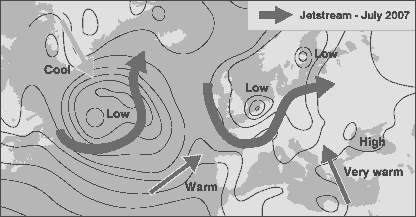 Jetstream - July 2007
Low
Cool
Low
Low
High
Very warm
Warm